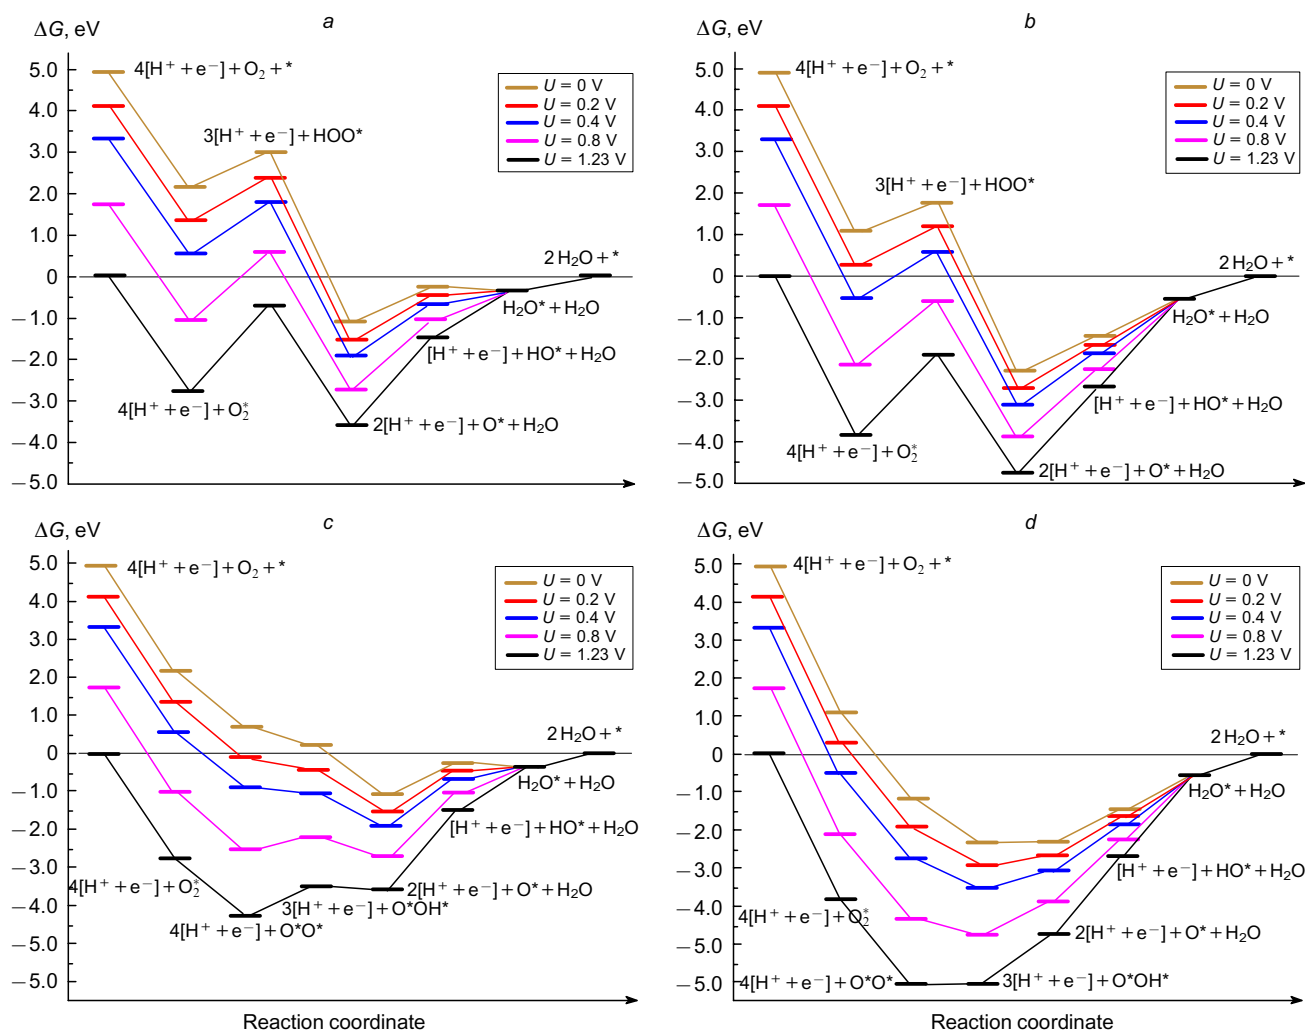 a
ΔG, eV
5.0
4.0
3.0
2.0
1.0
0
−1.0
−2.0
−3.0
−4.0
−5.0
4[H⁺ + e⁻] + O₂ + *
3[H⁺ + e⁻] + HOO*
U = 0 V
U = 0.2 V
U = 0.4 V
U = 0.8 V
U = 1.23 V
2H₂O + *
H₂O* + H₂O
[H⁺ + e⁻] + HO* + H₂O
4[H⁺ + e⁻] + O₂*
2[H⁺ + e⁻] + O* + H₂O
b
ΔG, eV
5.0
4.0
3.0
2.0
1.0
0
−1.0
−2.0
−3.0
−4.0
−5.0
4[H⁺ + e⁻] + O₂ + *
3[H⁺ + e⁻] + HOO*
U = 0 V
U = 0.2 V
U = 0.4 V
U = 0.8 V
U = 1.23 V
2H₂O + *
H₂O* + H₂O
[H⁺ + e⁻] + HO* + H₂O
4[H⁺ + e⁻] + O₂*
2[H⁺ + e⁻] + O* + H₂O
c
ΔG, eV
5.0
4.0
3.0
2.0
1.0
0
−1.0
−2.0
−3.0
−4.0
−5.0
4[H⁺ + e⁻] + O₂ + *
U = 0 V
U = 0.2 V
U = 0.4 V
U = 0.8 V
U = 1.23 V
2H₂O + *
H₂O* + H₂O
[H⁺ + e⁻] + HO* + H₂O
4[H⁺ + e⁻] + O₂*
2[H⁺ + e⁻] + O* + H₂O
3[H⁺ + e⁻] + O*OH*
4[H⁺ + e⁻] + O*O*
Reaction coordinate
d
ΔG, eV
5.0
4.0
3.0
2.0
1.0
0
−1.0
−2.0
−3.0
−4.0
−5.0
4[H⁺ + e⁻] + O₂ + *
U = 0 V
U = 0.2 V
U = 0.4 V
U = 0.8 V
U = 1.23 V
2H₂O + *
H₂O* + H₂O
[H⁺ + e⁻] + HO* + H₂O
4[H⁺ + e⁻] + O₂*
2[H⁺ + e⁻] + O* + H₂O
4[H⁺ + e⁻] + O*O*
3[H⁺ + e⁻] + O*OH*
Reaction coordinate